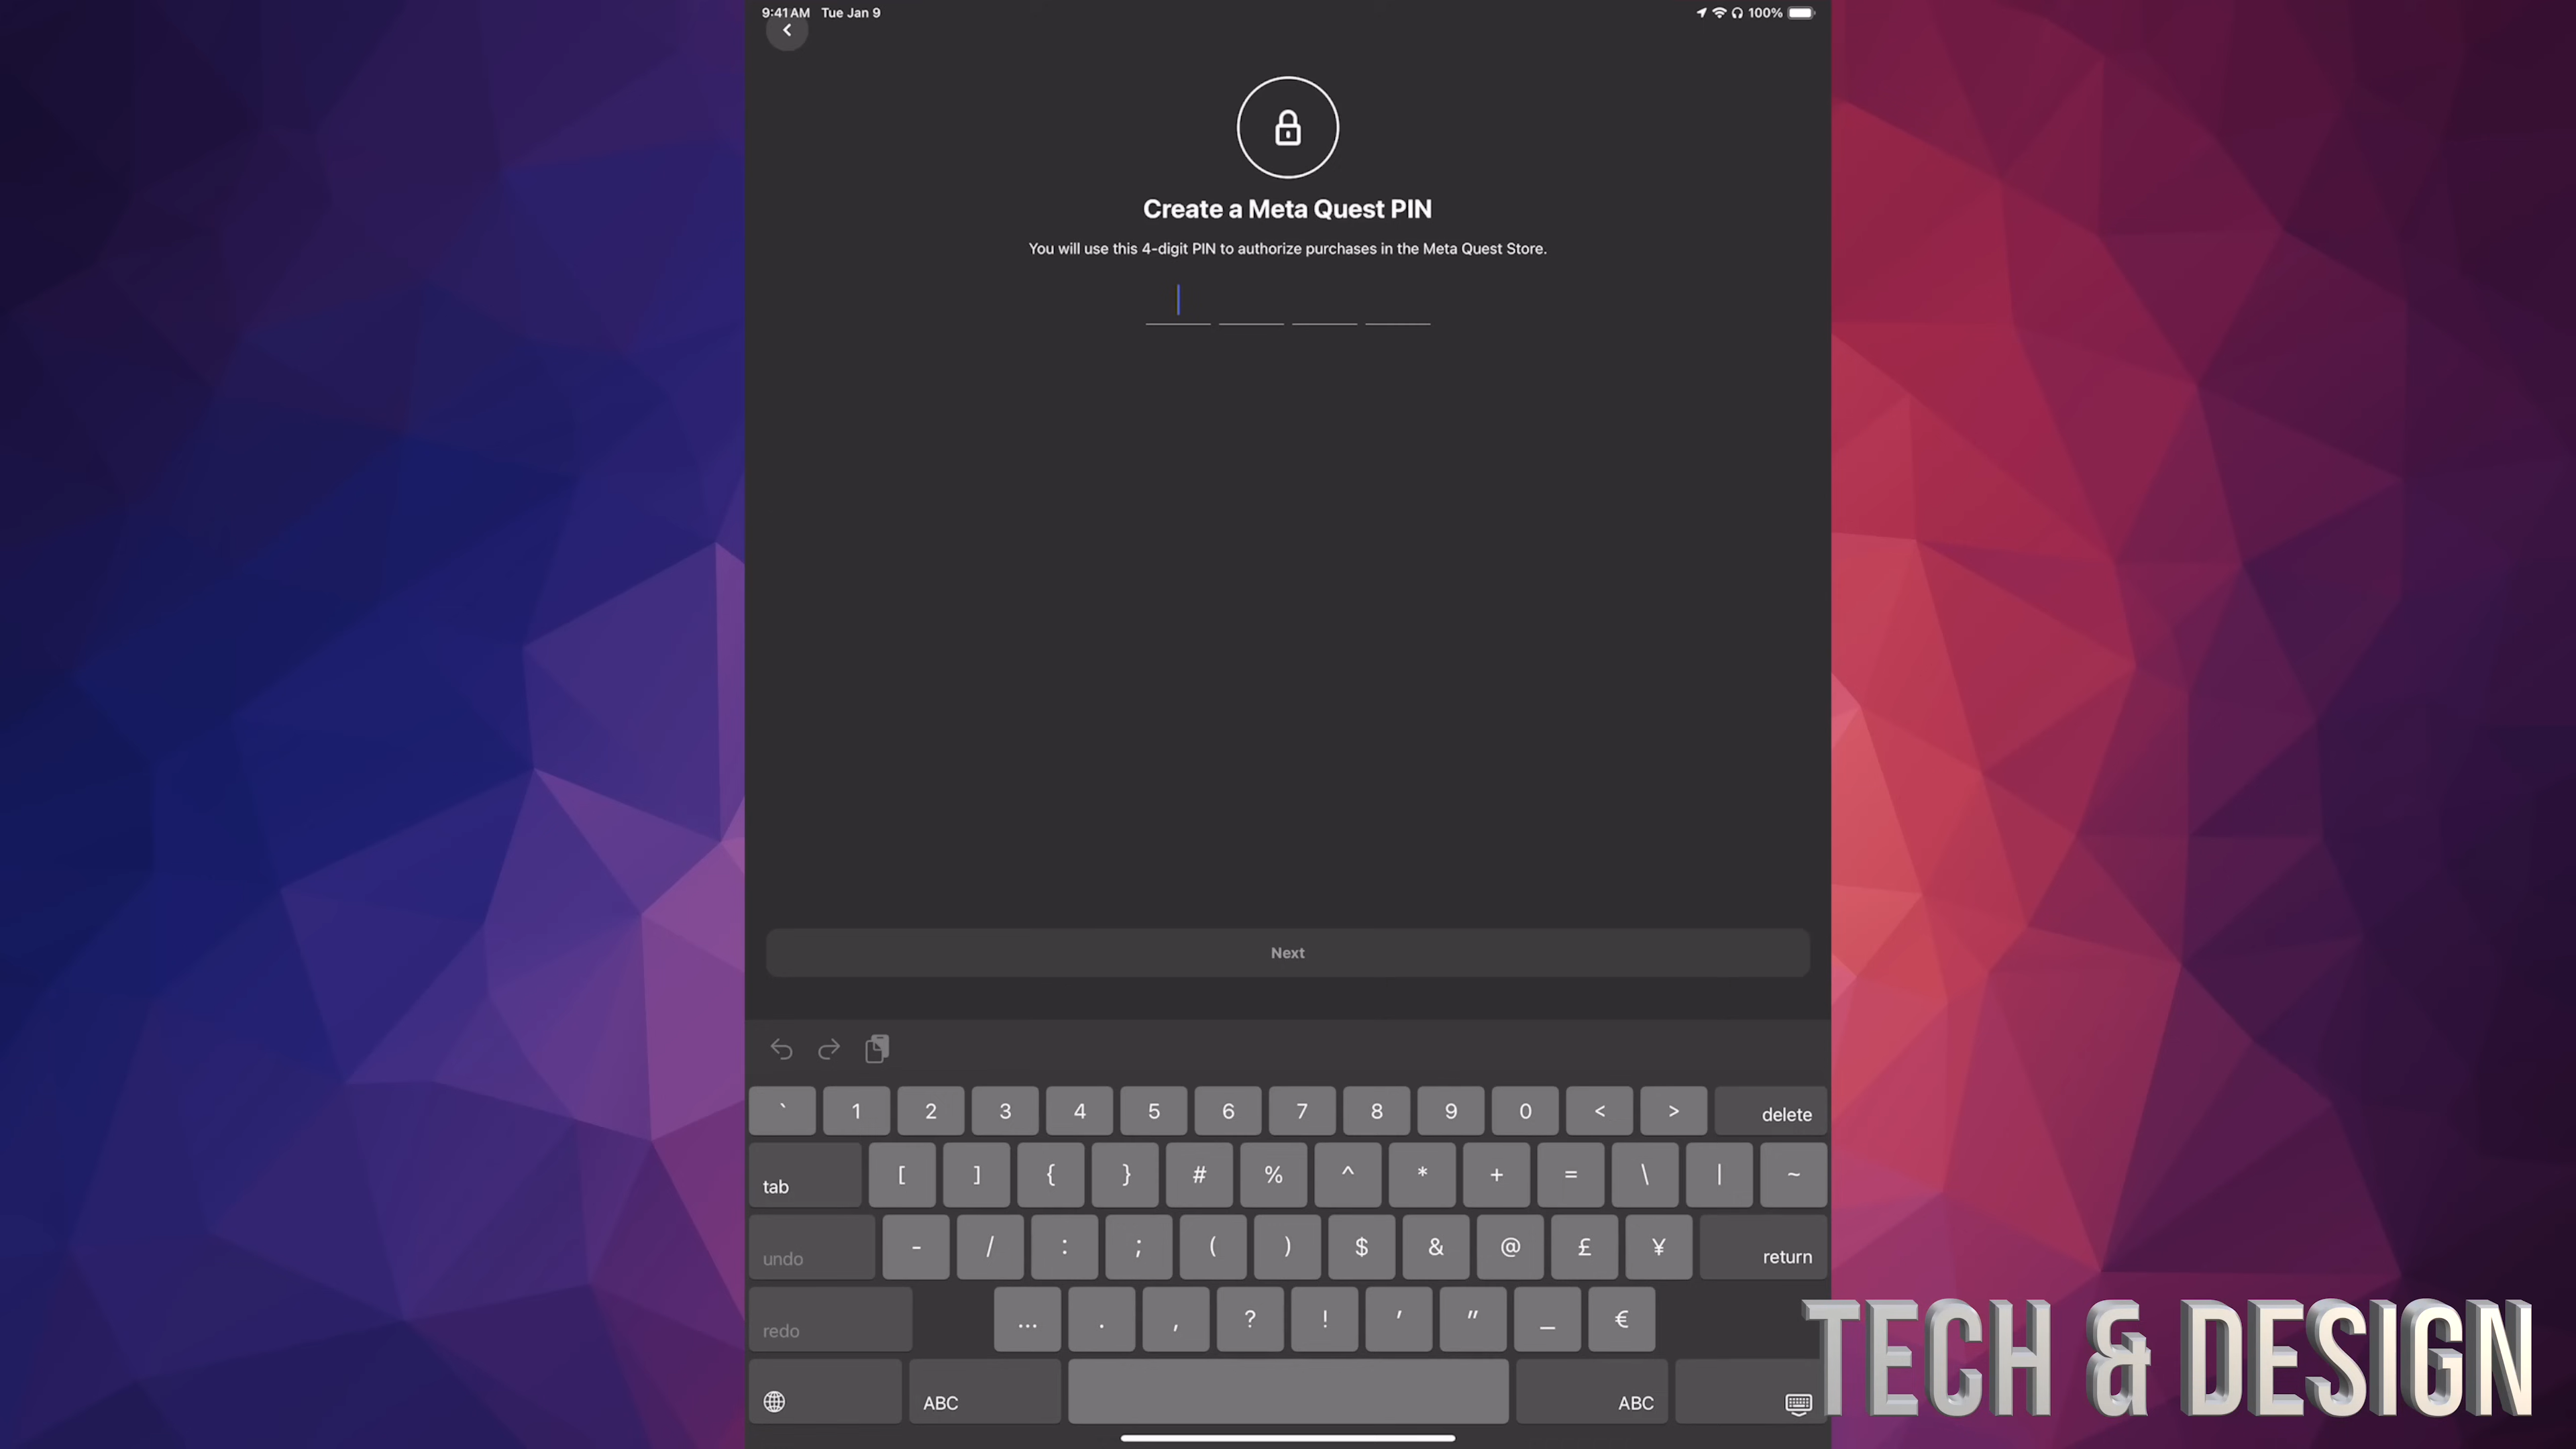 9:41 AM Tue Jan 9 100%
Create a Meta Quest PIN
You will use this 4-digit PIN to authorize purchases in the Meta Quest Store.
Next
` 1 2 3 4 5 6 7 8 9 0 < > delete
tab [ ] { } # % ^ * + = \ | ~
undo - / : ; ( ) $ & @ £ ¥ return
redo ... . , ? ! ' " _ €
ABC ABC
TECH & DESIGN